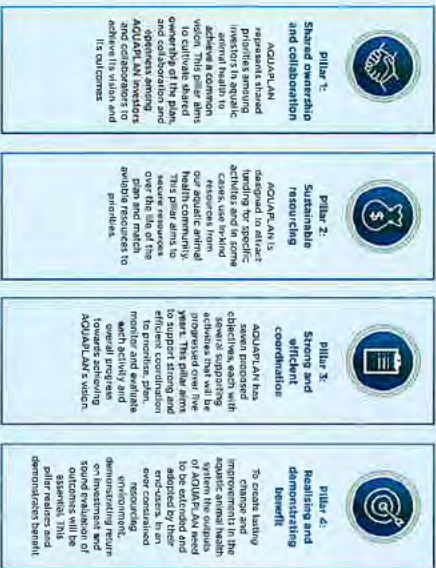 Pillar 1:
Shared ownership
and collaboration
AQUAPLAN
represents shared
priorities among
investors in aquatic
animal health to
achieve a common
vision. This pillar aims
to cultivate shared
ownership of the plan,
and collaboration and
openness among
AQUAPLAN investors
and collaborators to
achieve its vision and
its outcomes
Pillar 2:
Sustainable
resourcing
AQUAPLAN is
designed to attract
funding for specific
activites and in some
cases, use in-kind
resources from
our aquatic animal
health community.
This pillar aims to
secure resources
over the life of the
plan and match
avilable resources to
priorities.
Pillar 3:
Strong and
efficient
coordination
AQUAPLAN has
seven proposed
objectives, each with
several supporting
activities that will be
progressed over five
years. This pillar aims
to support strong and
efficient coordination
to prioritise, plan,
monitor and evaluate
each activity and
overall progress
towards achieving
AQUAPLAN's vision.
Pillar 4:
Realising and
demonstrating
benefit
To create lasting
change and
improvements in the
aquatic animal health
system the outputs
of AQUAPLAN need
to be extended and
adopted by their
end-users. In an
ever constrained
resourcing
environment,
demonstrating return
on investment and
sound evaluation of
outcomes will be
essential. This
pillar realises and
demonstrates benefit